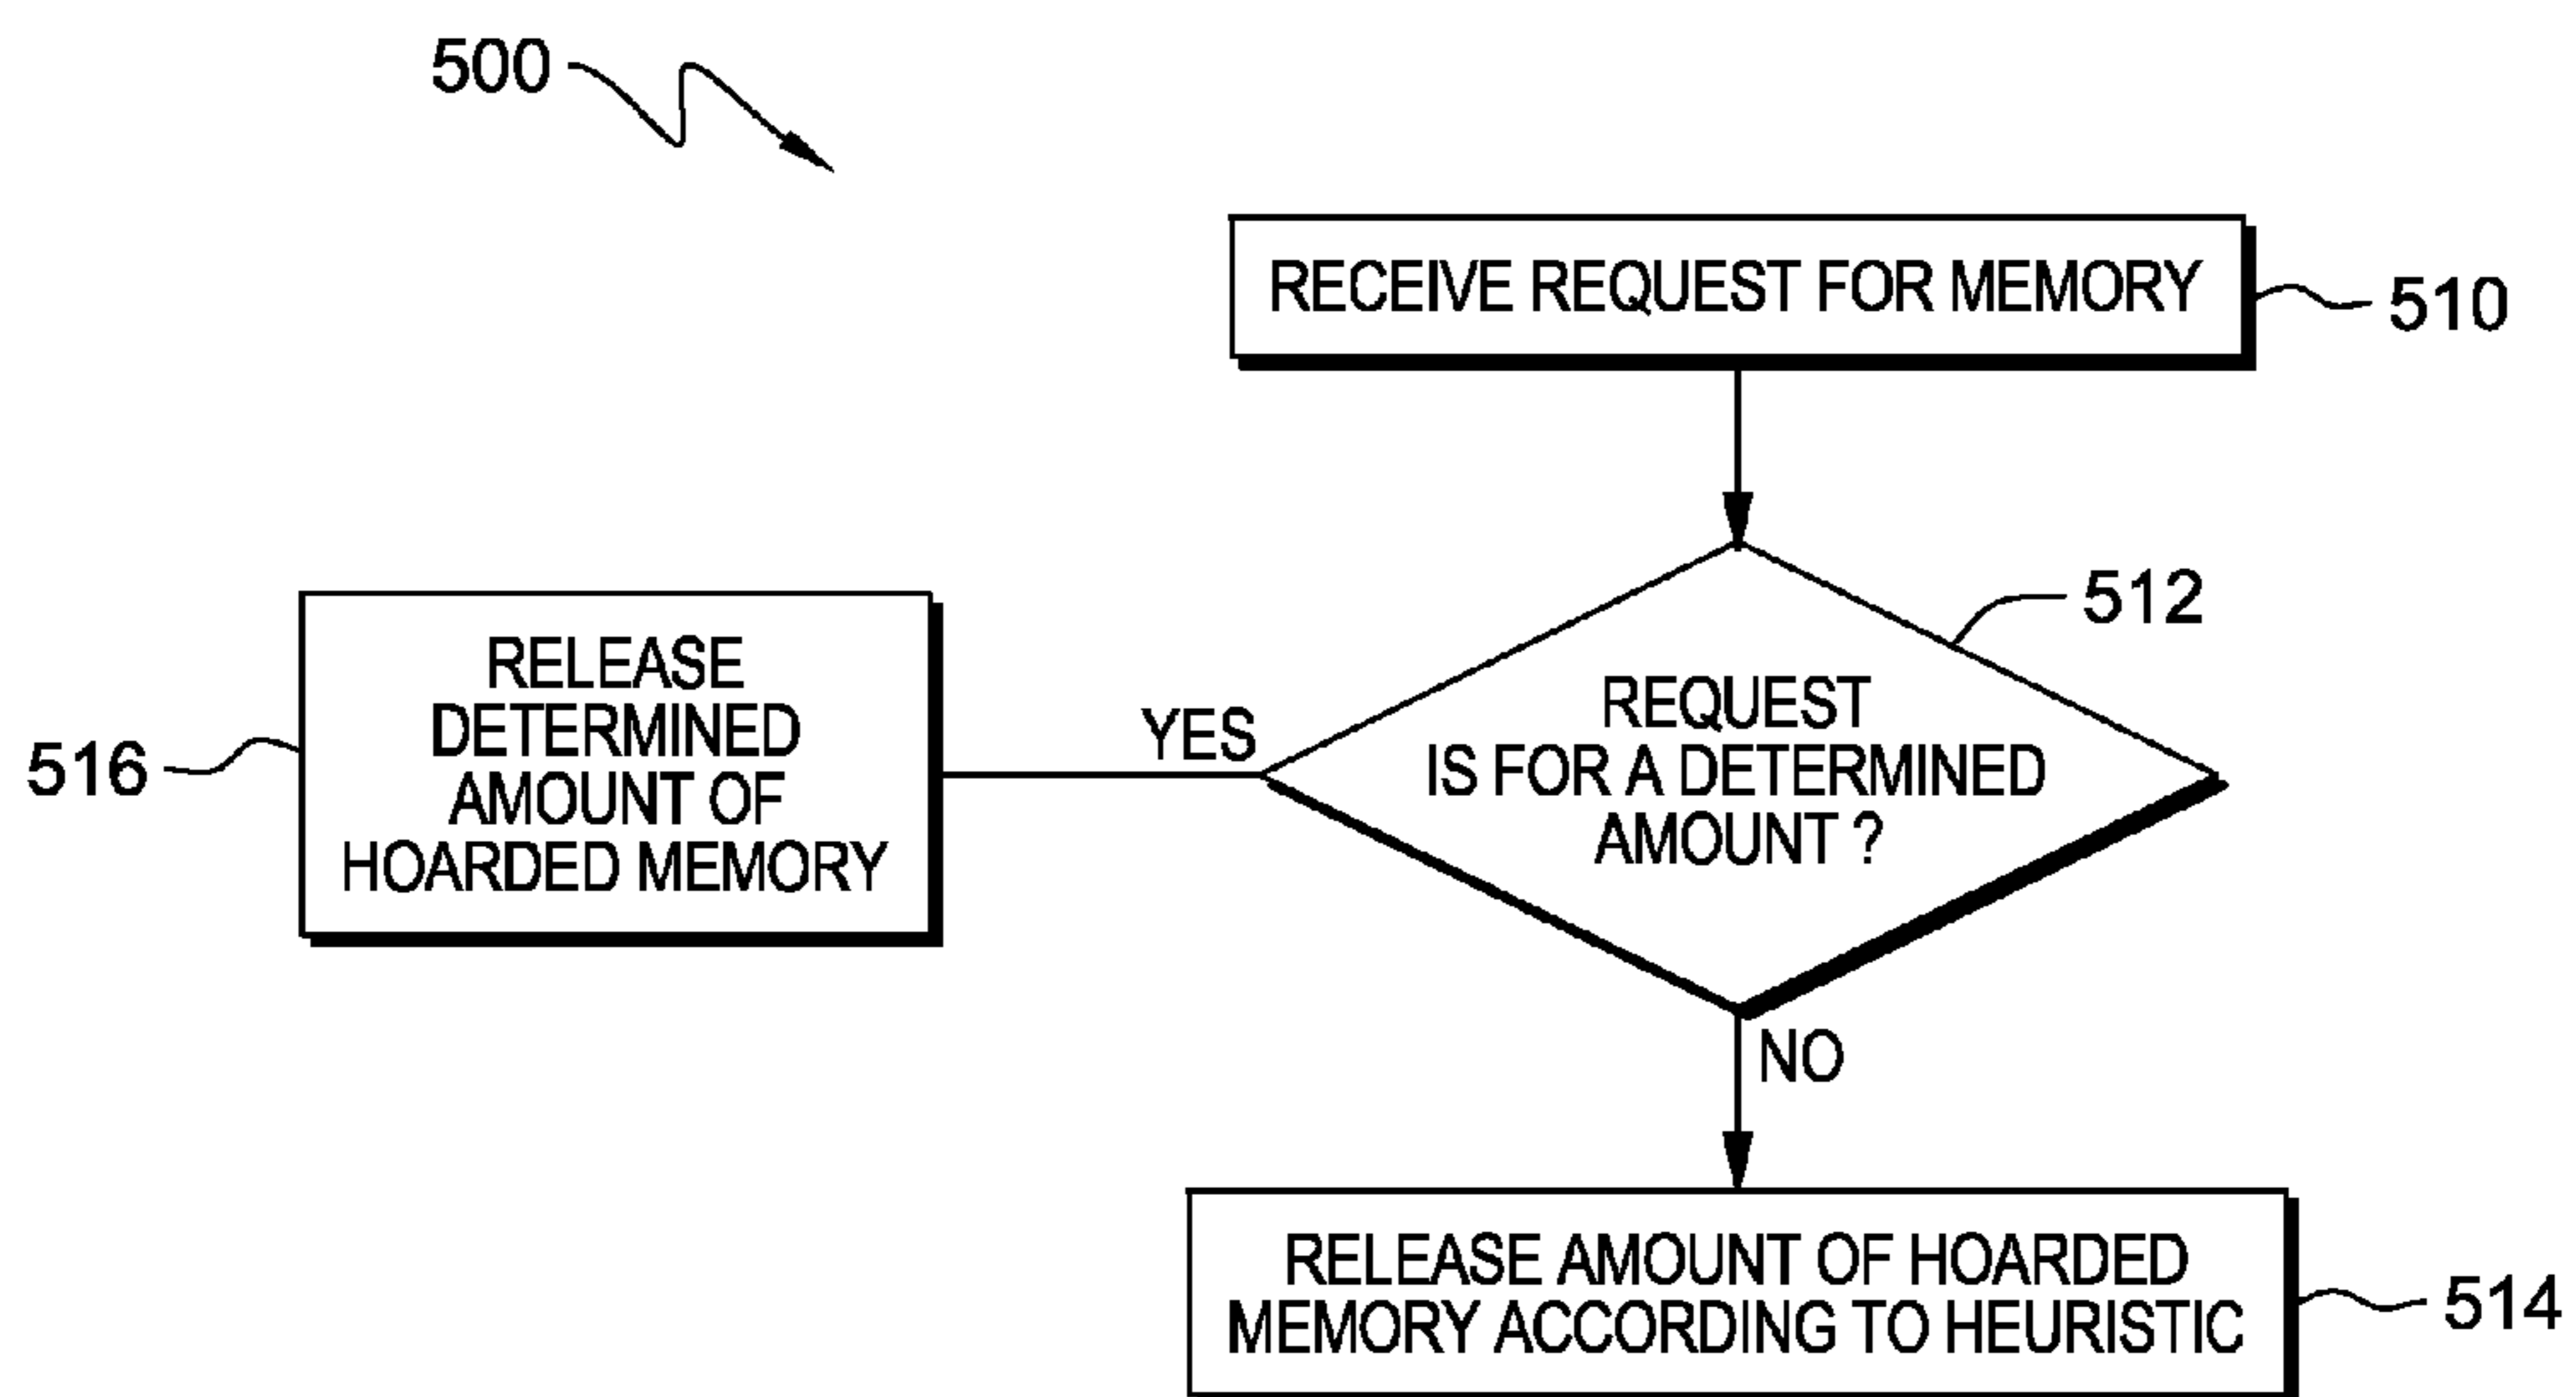 500
RECEIVE REQUEST FOR MEMORY
510
512
REQUEST
IS FOR A DETERMINED
AMOUNT ?
YES
RELEASE
DETERMINED
AMOUNT OF
HOARDED MEMORY
516
NO
RELEASE AMOUNT OF HOARDED
MEMORY ACCORDING TO HEURISTIC
514